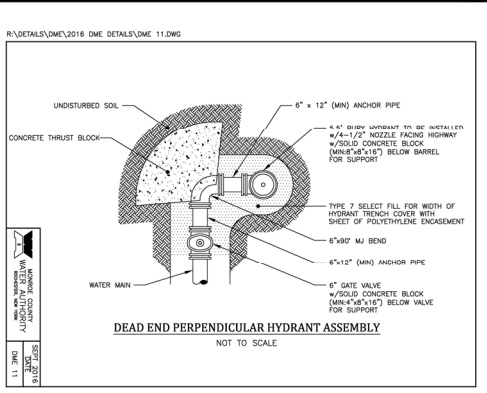 R:\DETAILS\DME\2016 DME DETAILS\DME 11.DWG
UNDISTURBED SOIL
CONCRETE THRUST BLOCK
WATER MAIN
6" x 12" (MIN) ANCHOR PIPE
5.5' BURY HYDRANT TO BE INSTALLED
w/4-1/2" NOZZLE FACING HIGHWAY
w/SOLID CONCRETE BLOCK
(MIN:8"x8"x16") BELOW BARREL
FOR SUPPORT
TYPE 7 SELECT FILL FOR WIDTH OF
HYDRANT TRENCH COVER WITH
SHEET OF POLYETHYLENE ENCASEMENT
6"x90° MJ BEND
6"x12" (MIN) ANCHOR PIPE
6" GATE VALVE
w/SOLID CONCRETE BLOCK
(MIN:4"x8"x16") BELOW VALVE
FOR SUPPORT
DEAD END PERPENDICULAR HYDRANT ASSEMBLY
NOT TO SCALE
MONROE COUNTY
WATER AUTHORITY
ROCHESTER, NEW YORK
SEPT. 2016
DATE
DME 11